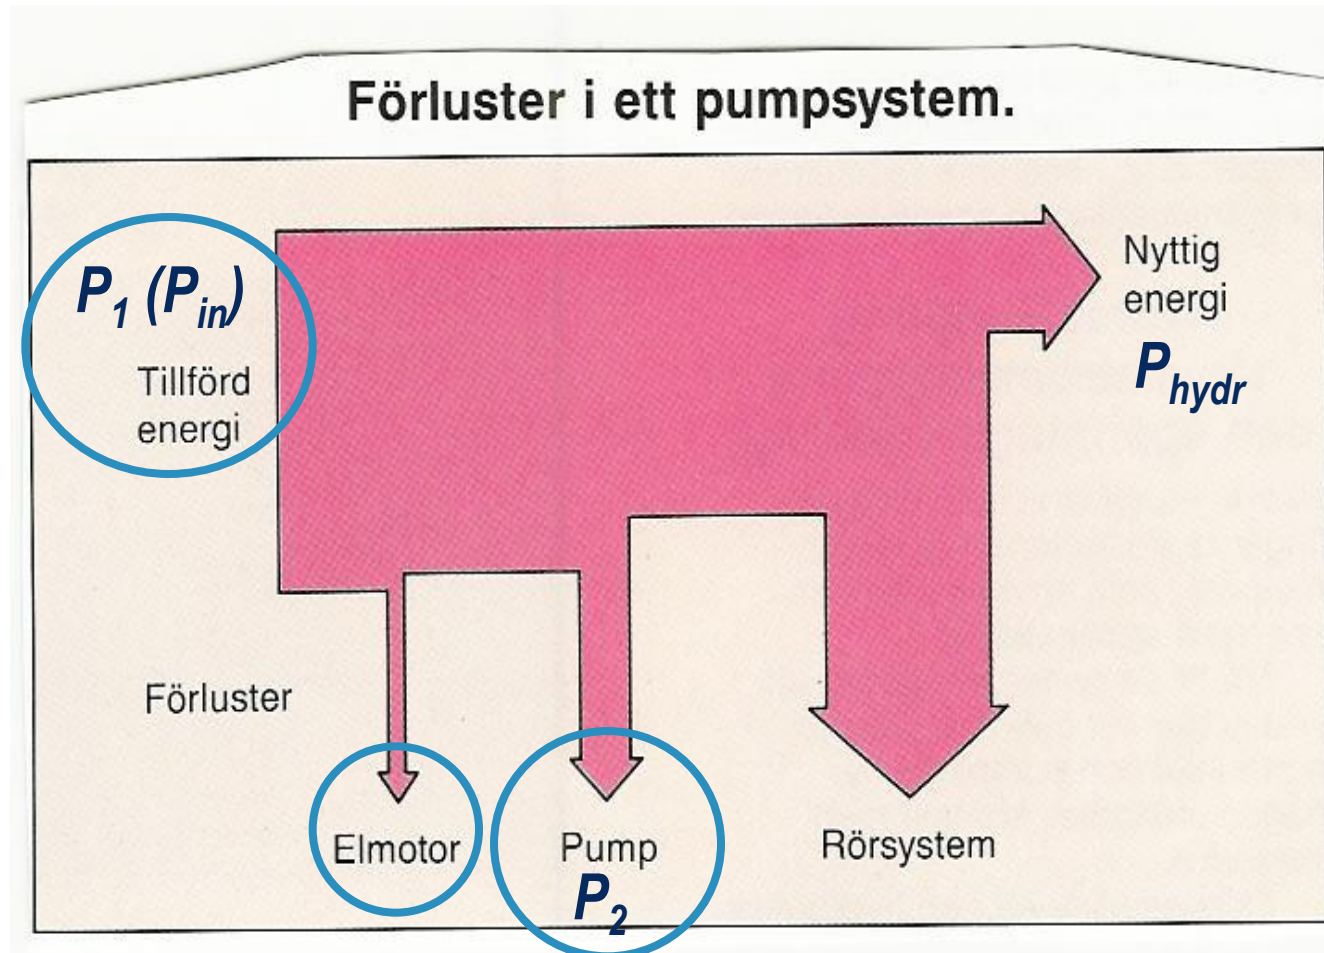 Förluster i ett pumpsystem.
P1 (Pin)
Tillförd
energi
Nyttig
energi
Phydr
Förluster
Elmotor
Pump
P2
Rörsystem